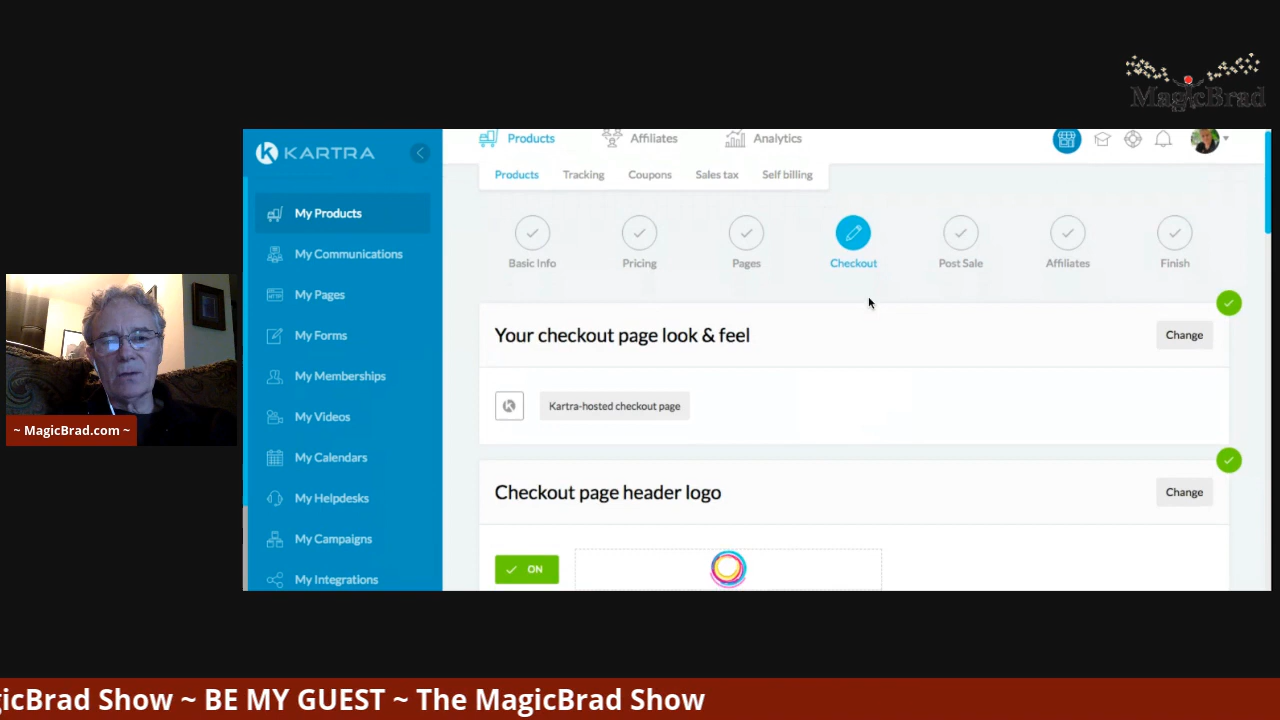 MagicBrad
KARTRA
Products
Affiliates
Analytics
Products
Tracking
Coupons
Sales tax
Self billing
My Products
My Communications
My Pages
HTTP
My Forms
My Memberships
My Videos
My Calendars
My Helpdesks
My Campaigns
My Integrations
Basic Info
Pricing
Pages
Checkout
Post Sale
Affiliates
Finish
Your checkout page look & feel
Change
K
Kartra-hosted checkout page
Checkout page header logo
Change
ON
~ MagicBrad.com ~
gicBrad Show ~ BE MY GUEST ~ The MagicBrad Show